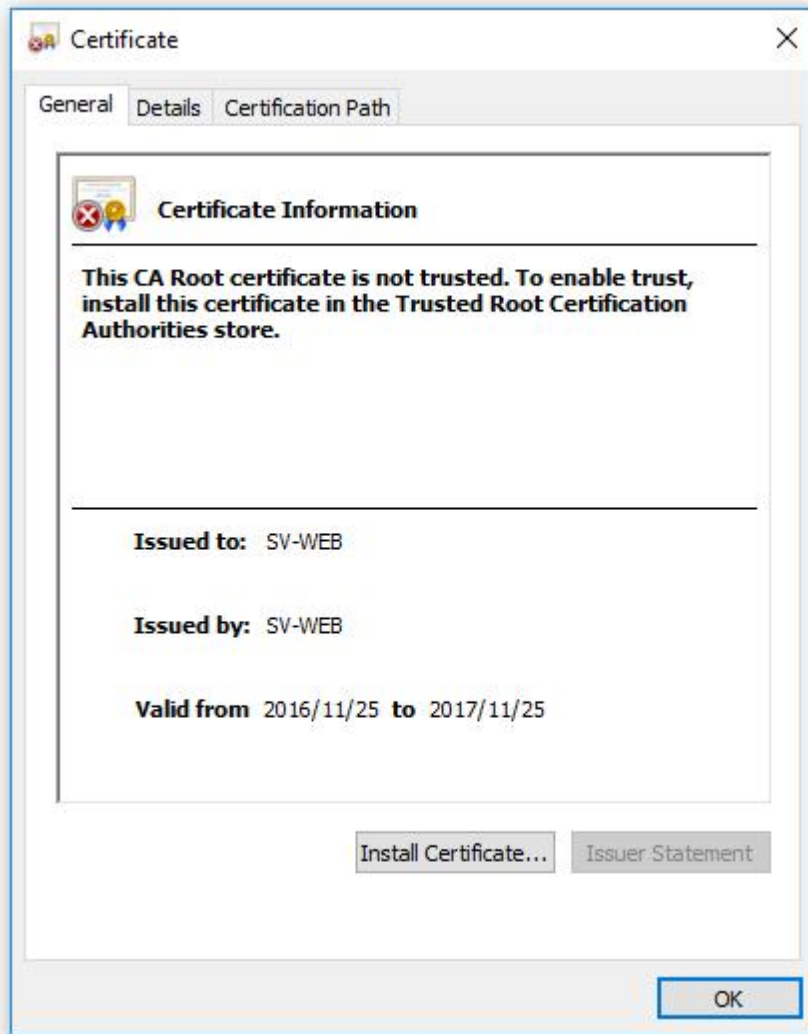 Certificate
General Details Certification Path
Certificate Information
This CA Root certificate is not trusted. To enable trust,
install this certificate in the Trusted Root Certification
Authorities store.
Issued to: SV-WEB
Issued by: SV-WEB
Valid from 2016/11/25 to 2017/11/25
Install Certificate... Issuer Statement
OK